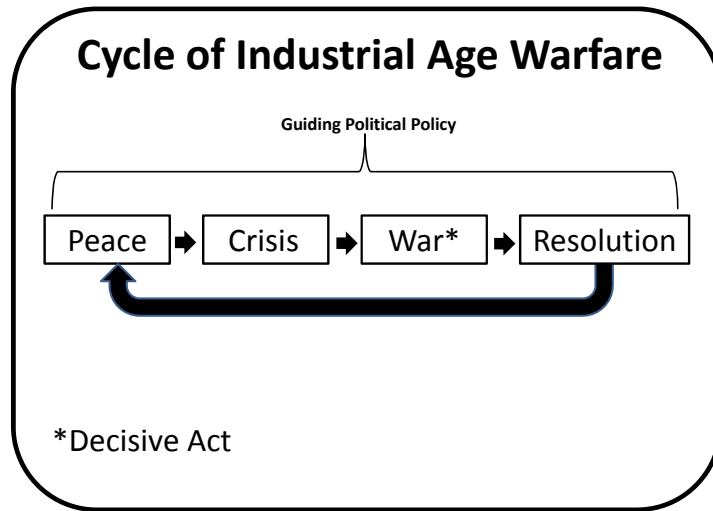 Cycle of Industrial Age Warfare
Guiding Political Policy
Peace
Crisis
War*
Resolution
*Decisive Act